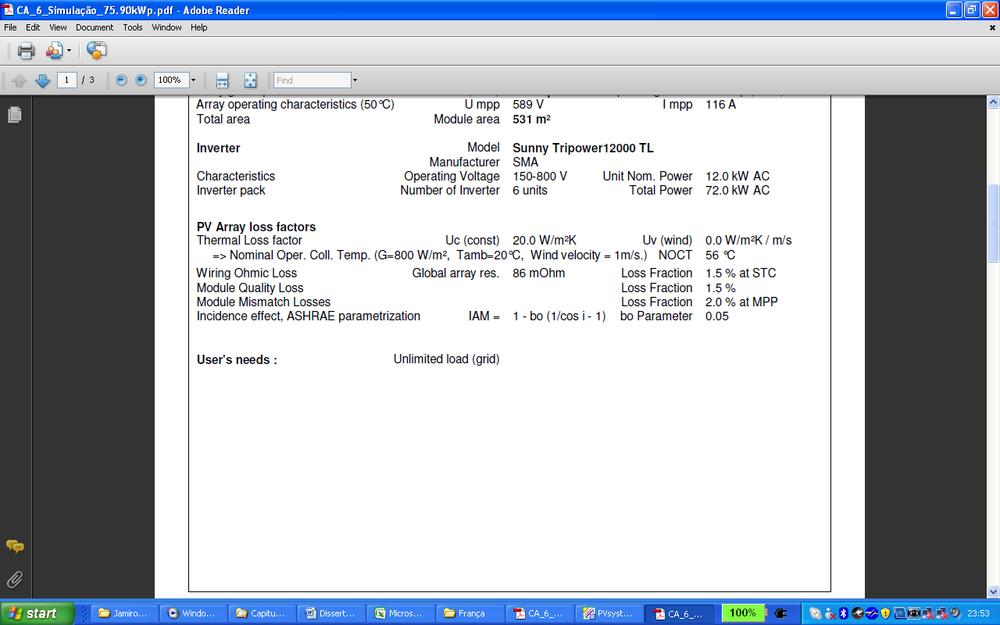 CA_6_Simulação_75.90kWp.pdf - Adobe Reader
File Edit View Document Tools Window Help
1 / 3 100% Find
Array operating characteristics (50°C) U mpp 589 V I mpp 116 A
Total area Module area 531 m²
Inverter Model Sunny Tripower12000 TL
Manufacturer SMA
Characteristics Operating Voltage 150-800 V Unit Nom. Power 12.0 kW AC
Inverter pack Number of Inverter 6 units Total Power 72.0 kW AC
PV Array loss factors
Thermal Loss factor Uc (const) 20.0 W/m²K Uv (wind) 0.0 W/m²K / m/s
=> Nominal Oper. Coll. Temp. (G=800 W/m², Tamb=20°C, Wind velocity = 1m/s.) NOCT 56 °C
Wiring Ohmic Loss Global array res. 86 mOhm Loss Fraction 1.5 % at STC
Module Quality Loss Loss Fraction 1.5 %
Module Mismatch Losses Loss Fraction 2.0 % at MPP
Incidence effect, ASHRAE parametrization IAM = 1 - bo (1/cos i - 1) bo Parameter 0.05
User's needs : Unlimited load (grid)
start Jamiro... Windo... Capitu... Dissert... Micros... França CA_6_... PVsyst... CA_6_... 100% 23:53